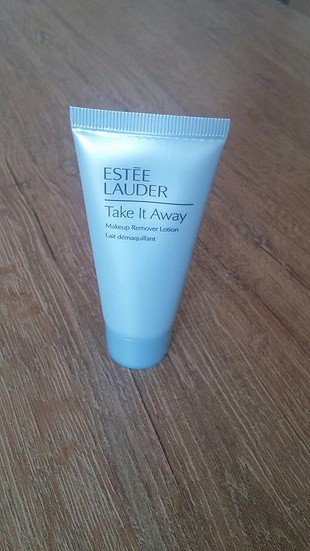 ESTĒE
LAUDER
Take It Away
Makeup Remover Lotion
Lait démaquillant